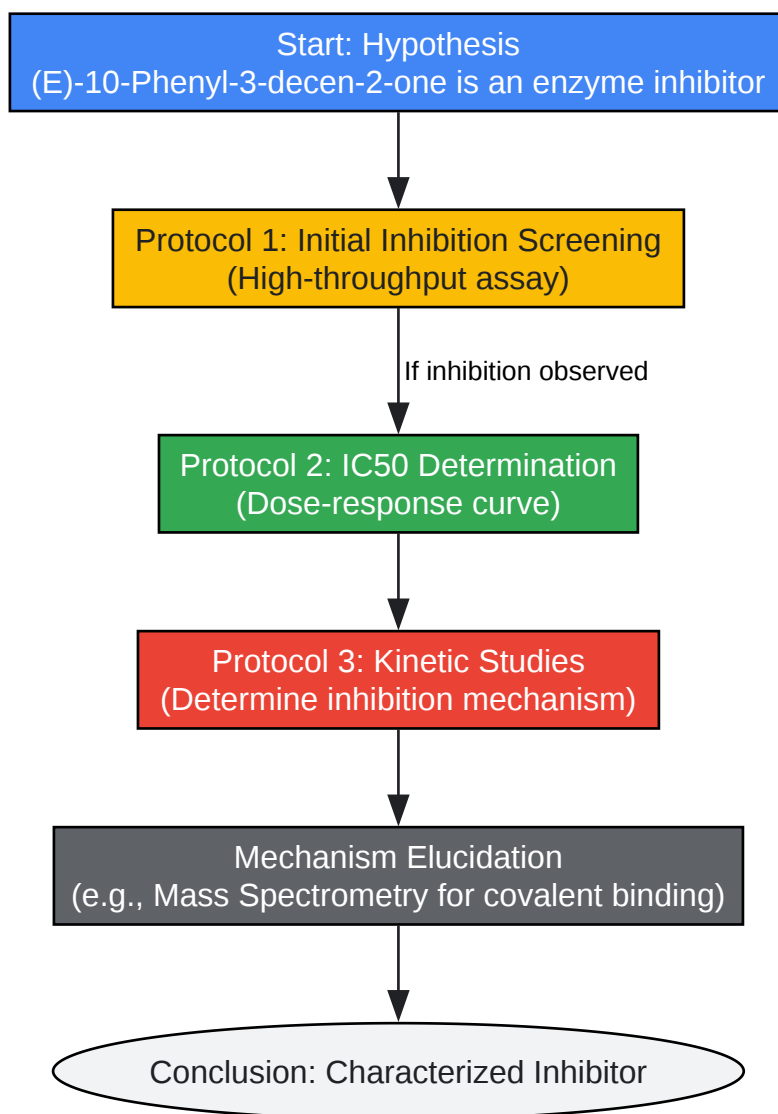 Start: Hypothesis
(E)-10-Phenyl-3-decen-2-one is an enzyme inhibitor
Protocol 1: Initial Inhibition Screening
(High-throughput assay)
If inhibition observed
Protocol 2: IC50 Determination
(Dose-response curve)
Protocol 3: Kinetic Studies
(Determine inhibition mechanism)
Mechanism Elucidation
(e.g., Mass Spectrometry for covalent binding)
Conclusion: Characterized Inhibitor